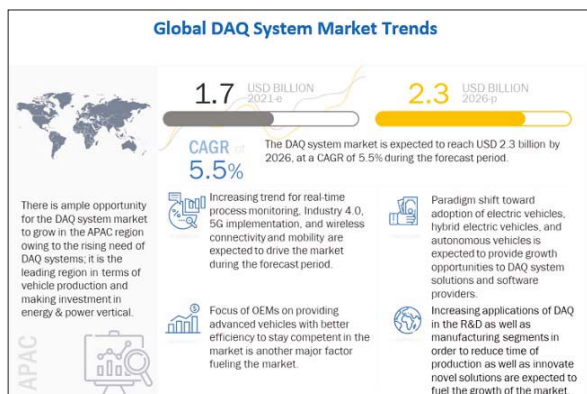 Global DAQ System Market Trends
1.7 USD BILLION
2021-e
2.3 USD BILLION
2026-p
CAGR of
5.5%
The DAQ system market is expected to reach USD 2.3 billion by
2026, at a CAGR of 5.5% during the forecast period.
There is ample opportunity
for the DAQ system market
to grow in the APAC region
owing to the rising need of
DAQ systems; it is the
leading region in terms of
vehicle production and
making investment in
energy & power vertical.
APAC
Increasing trend for real-time
process monitoring, Industry 4.0,
5G implementation, and wireless
connectivity and mobility are
expected to drive the market
during the forecast period.
Paradigm shift toward
adoption of electric vehicles,
hybrid electric vehicles, and
autonomous vehicles is
expected to provide growth
opportunities to DAQ system
solutions and software
providers.
Focus of OEMs on providing
advanced vehicles with better
efficiency to stay competent in the
market is another major factor
fueling the market.
Increasing applications of DAQ
in the R&D as well as
manufacturing segments in
order to reduce time of
production as well as innovate
novel solutions are expected to
fuel the growth of the market.